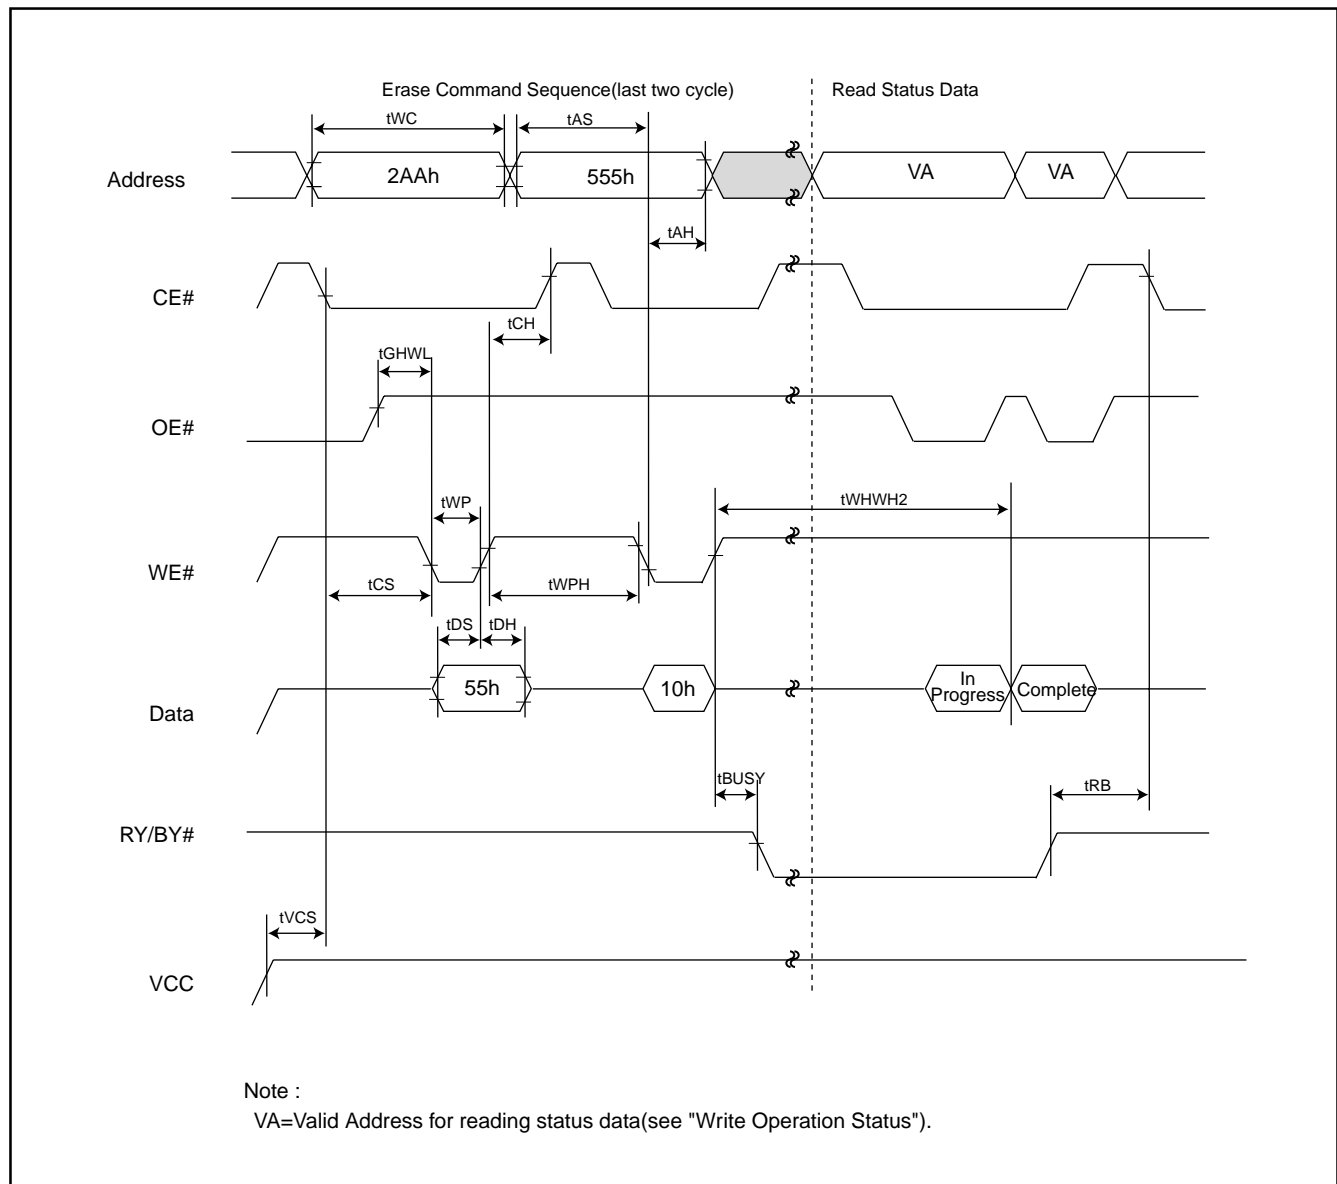 Erase Command Sequence(last two cycle)
Read Status Data
tWC
tAS
Address
2AAh
555h
VA
VA
tAH
CE#
tCH
tGHWL
OE#
tWP
tWHWH2
WE#
tCS
tWPH
tDS
tDH
Data
55h
10h
In
Progress
Complete
tBUSY
tRB
RY/BY#
tVCS
VCC
Note :
VA=Valid Address for reading status data(see "Write Operation Status").